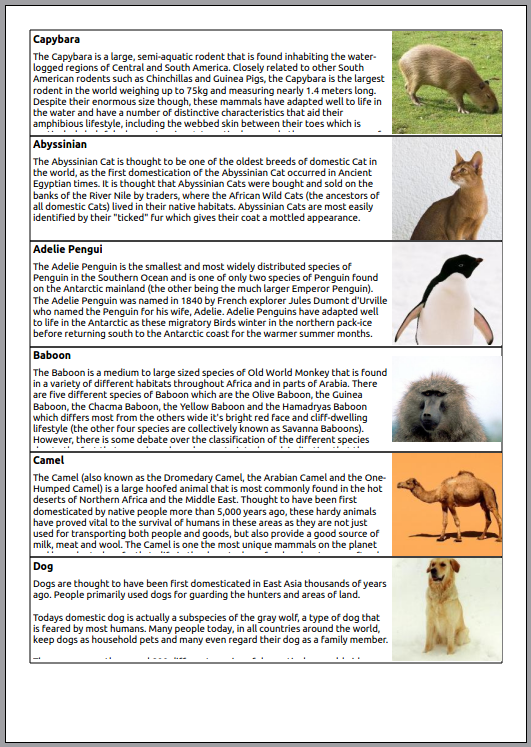 Capybara
The Capybara is a large, semi-aquatic rodent that is found inhabiting the water-
logged regions of Central and South America. Closely related to other South
American rodents such as Chinchillas and Guinea Pigs, the Capybara is the largest
rodent in the world weighing up to 75kg and measuring nearly 1.4 meters long.
Despite their enormous size though, these mammals have adapted well to life in
the water and have a number of distinctive characteristics that aid their
amphibious lifestyle, including the webbed skin between their toes which is
Abyssinian
The Abyssinian Cat is thought to be one of the oldest breeds of domestic Cat in
the world, as the first domestication of the Abyssinian Cat occurred in Ancient
Egyptian times. It is thought that Abyssinian Cats were bought and sold on the
banks of the River Nile by traders, where the African Wild Cats (the ancestors of
all domestic Cats) lived in their native habitats. Abyssinian Cats are most easily
identified by their "ticked" fur which gives their coat a mottled appearance.
Adelie Pengui
The Adelie Penguin is the smallest and most widely distributed species of
Penguin in the Southern Ocean and is one of only two species of Penguin found
on the Antarctic mainland (the other being the much larger Emperor Penguin).
The Adelie Penguin was named in 1840 by French explorer Jules Dumont d'Urville
who named the Penguin for his wife, Adelie. Adelie Penguins have adapted well
to life in the Antarctic as these migratory Birds winter in the northern pack-ice
before returning south to the Antarctic coast for the warmer summer months.
Baboon
The Baboon is a medium to large sized species of Old World Monkey that is found
in a variety of different habitats throughout Africa and in parts of Arabia. There
are five different species of Baboon which are the Olive Baboon, the Guinea
Baboon, the Chacma Baboon, the Yellow Baboon and the Hamadryas Baboon
which differs most from the others wide it's bright red face and cliff-dwelling
lifestyle (the other four species are collectively known as Savanna Baboons).
However, there is some debate over the classification of the different species
Camel
The Camel (also known as the Dromedary Camel, the Arabian Camel and the One-
Humped Camel) is a large hoofed animal that is most commonly found in the hot
deserts of Northern Africa and the Middle East. Thought to have been first
domesticated by native people more than 5,000 years ago, these hardy animals
have proved vital to the survival of humans in these areas as they are not just
used for transporting both people and goods, but also provide a good source of
milk, meat and wool. The Camel is one the most unique mammals on the planet
Dog
Dogs are thought to have been first domesticated in East Asia thousands of years
ago. People primarily used dogs for guarding the hunters and areas of land.
Todays domestic dog is actually a subspecies of the gray wolf, a type of dog that
is feared by most humans. Many people today, in all countries around the world,
keep dogs as household pets and many even regard their dog as a family member.